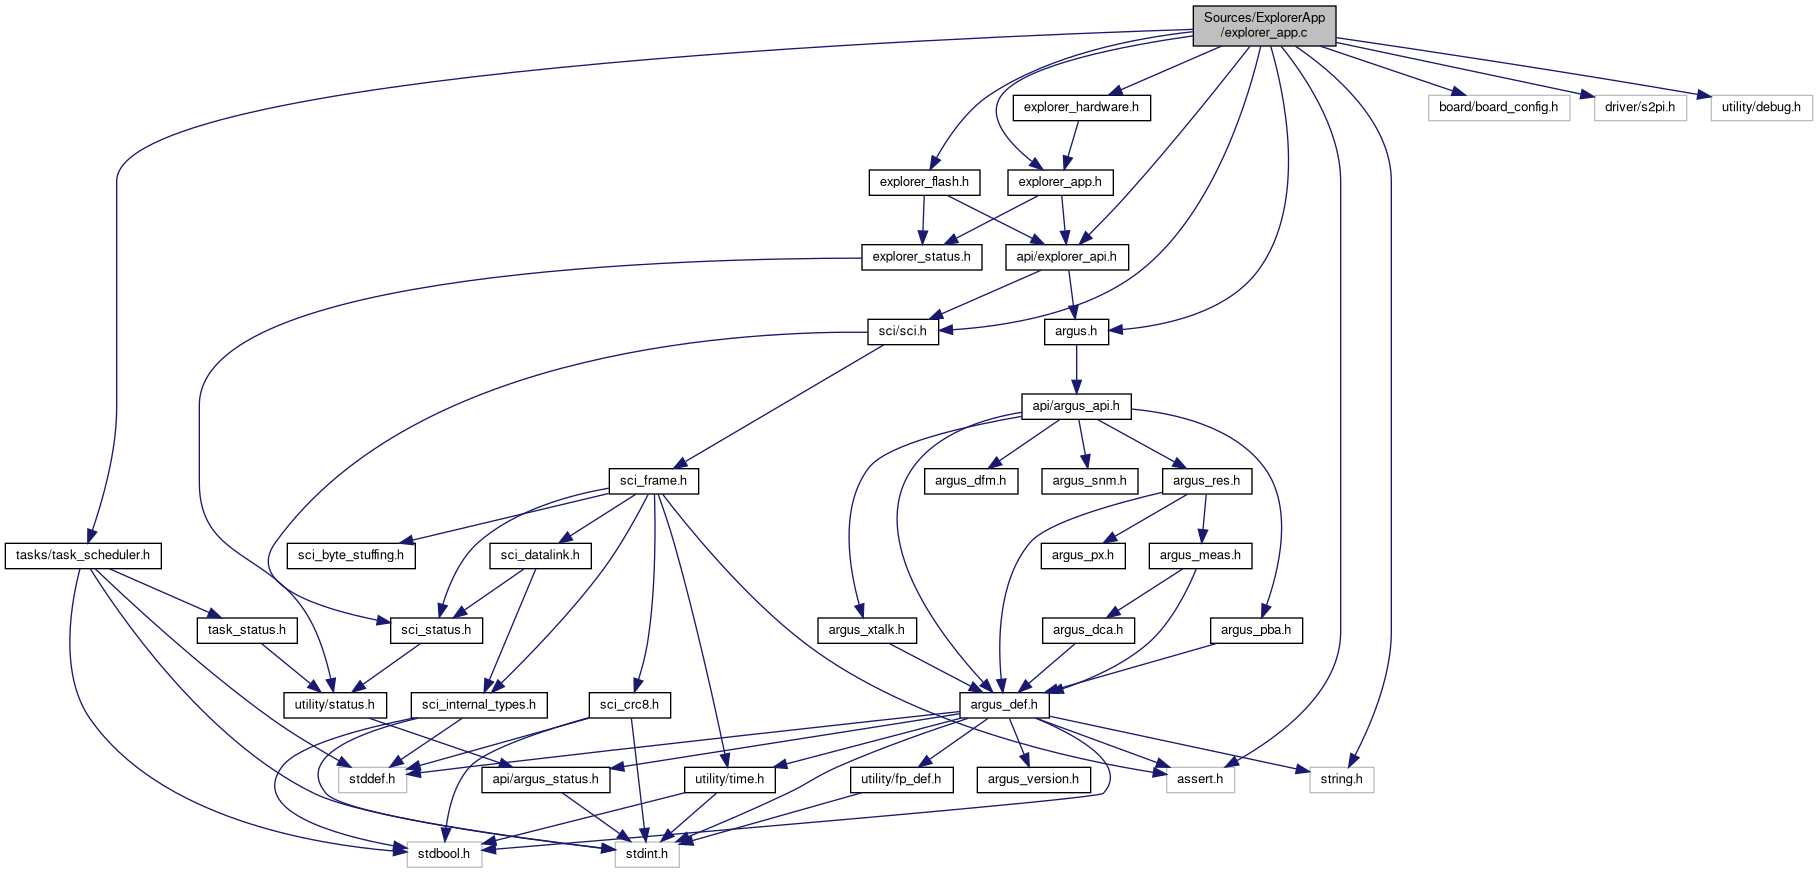 Sources/ExplorerApp
/explorer_app.c
explorer_hardware.h
board/board_config.h
driver/s2pi.h
utility/debug.h
explorer_flash.h
explorer_app.h
explorer_status.h
api/explorer_api.h
sci/sci.h
argus.h
api/argus_api.h
sci_frame.h
argus_dfm.h
argus_snm.h
argus_res.h
tasks/task_scheduler.h
sci_byte_stuffing.h
sci_datalink.h
argus_px.h
argus_meas.h
task_status.h
sci_status.h
argus_xtalk.h
argus_dca.h
argus_pba.h
utility/status.h
sci_internal_types.h
sci_crc8.h
argus_def.h
stddef.h
api/argus_status.h
utility/time.h
utility/fp_def.h
argus_version.h
assert.h
string.h
stdbool.h
stdint.h